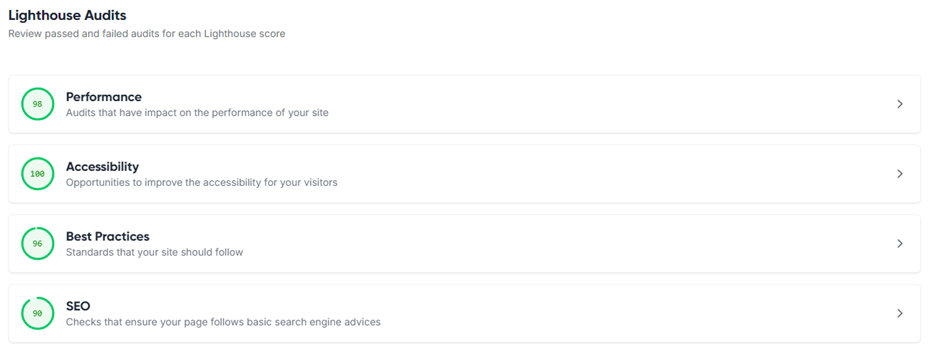 Lighthouse Audits
Review passed and failed audits for each Lighthouse score
98
Performance
Audits that have impact on the performance of your site
100
Accessibility
Opportunities to improve the accessibility for your visitors
96
Best Practices
Standards that your site should follow
90
SEO
Checks that ensure your page follows basic search engine advices